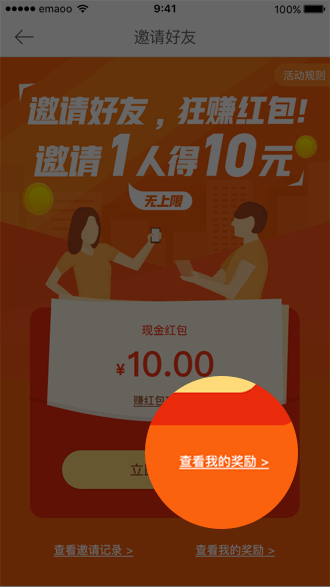 emaoo 9:41 100%
邀请好友
活动规则
邀请好友，狂赚红包!
邀请1人得10元
无上限
现金红包
¥10.00
赚红包
立
查看我的奖励 >
查看邀请记录 > 查看我的奖励 >